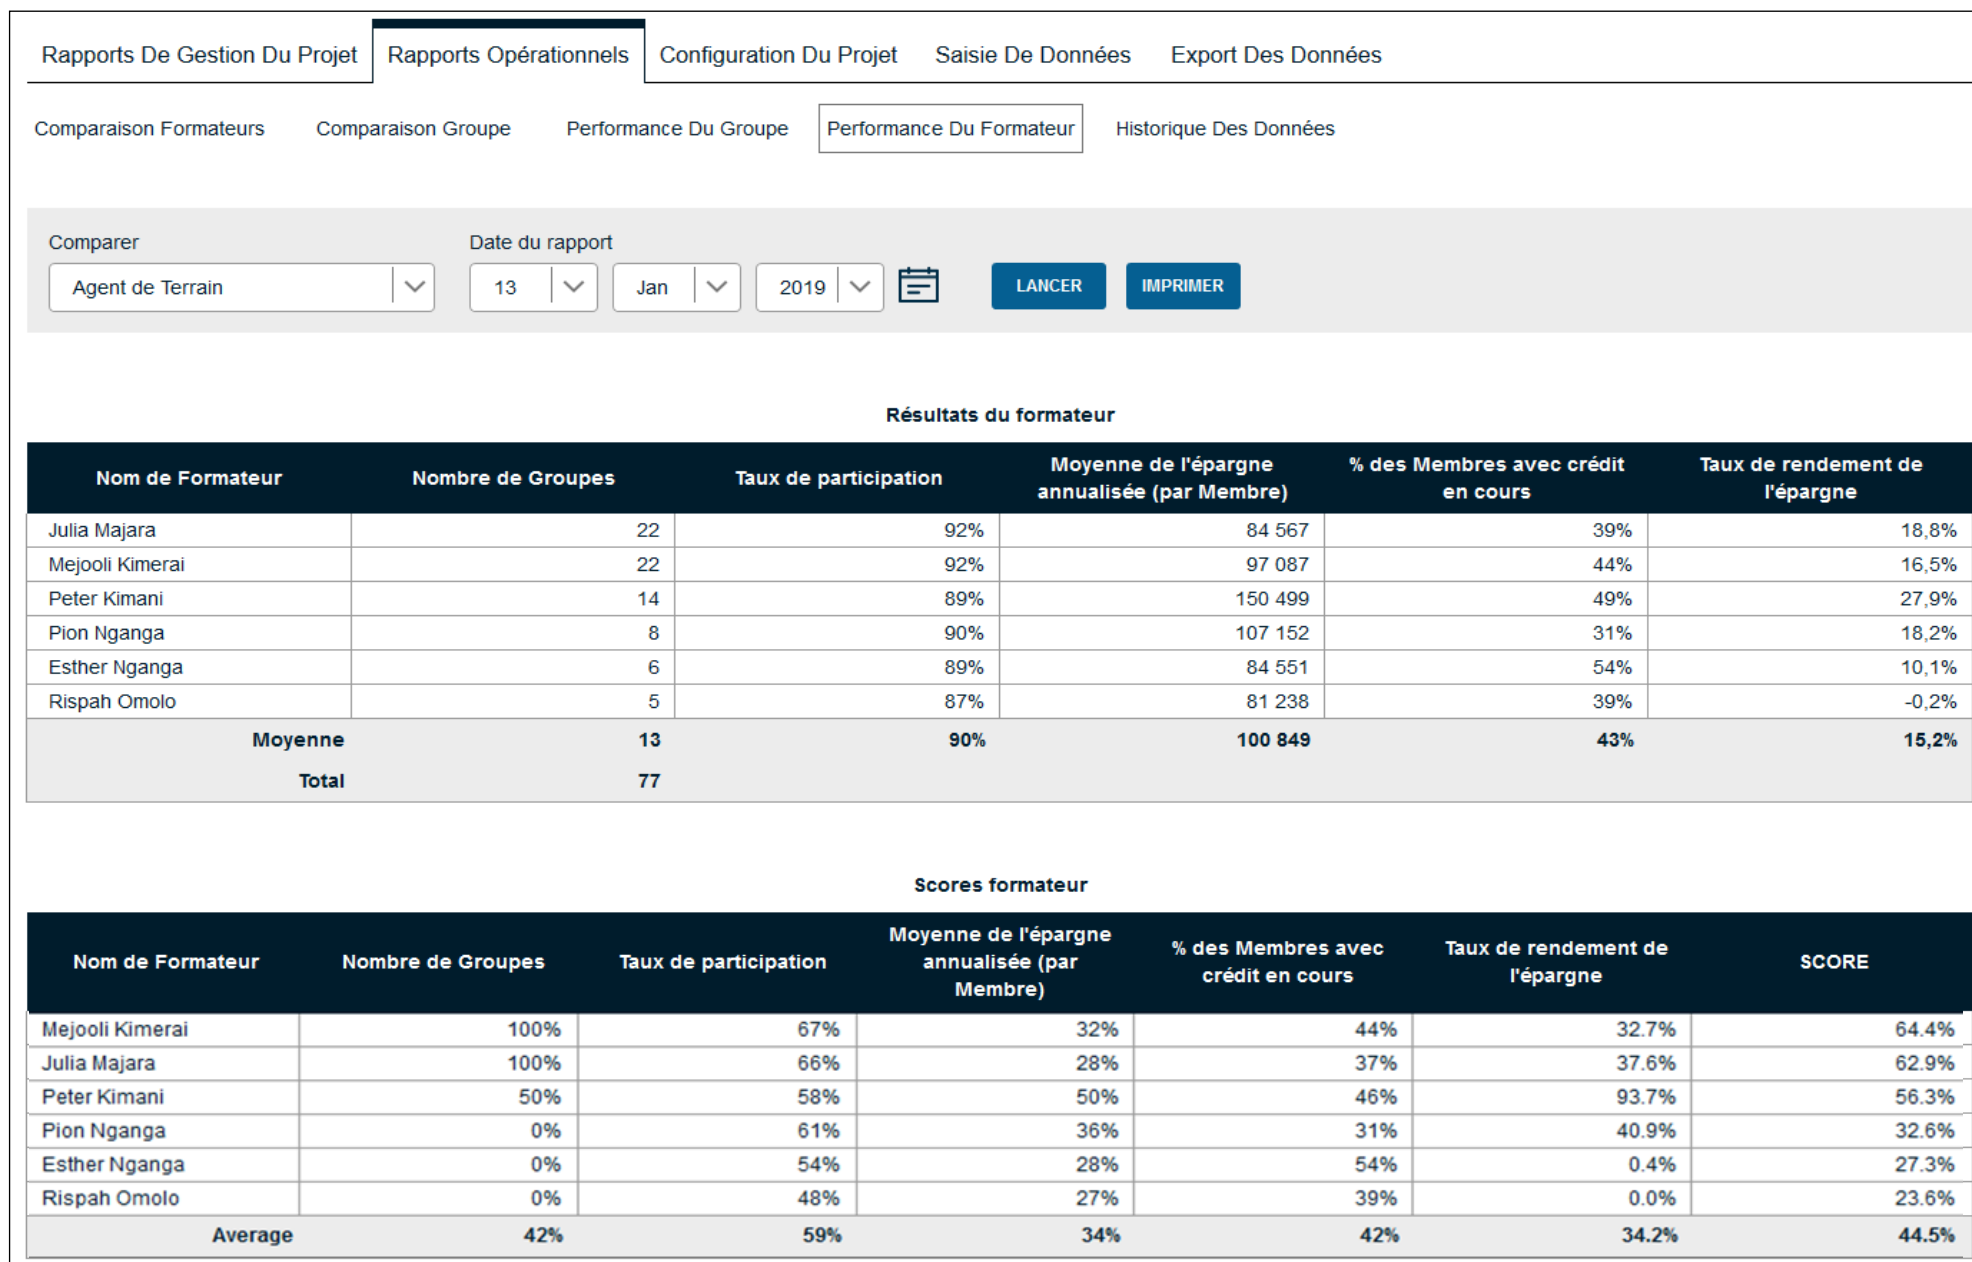 Rapports De Gestion Du Projet Rapports Opérationnels Configuration Du Projet Saisie De Données Export Des Données
Comparaison Formateurs Comparaison Groupe Performance Du Groupe Performance Du Formateur Historique Des Données
Comparer Date du rapport
Agent de Terrain 13 Jan 2019 LANCER IMPRIMER
Résultats du formateur
Nom de Formateur Nombre de Groupes Taux de participation Moyenne de l'épargne annualisée (par Membre) % des Membres avec crédit en cours Taux de rendement de l'épargne
Julia Majara 22 92% 84 567 39% 18,8%
Mejooli Kimerai 22 92% 97 087 44% 16,5%
Peter Kimani 14 89% 150 499 49% 27,9%
Pion Nganga 8 90% 107 152 31% 18,2%
Esther Nganga 6 89% 84 551 54% 10,1%
Rispah Omolo 5 87% 81 238 39% -0,2%
Moyenne 13 90% 100 849 43% 15,2%
Total 77
Scores formateur
Nom de Formateur Nombre de Groupes Taux de participation Moyenne de l'épargne annualisée (par Membre) % des Membres avec crédit en cours Taux de rendement de l'épargne SCORE
Mejooli Kimerai 100% 67% 32% 44% 32.7% 64.4%
Julia Majara 100% 66% 28% 37% 37.6% 62.9%
Peter Kimani 50% 58% 50% 46% 93.7% 56.3%
Pion Nganga 0% 61% 36% 31% 40.9% 32.6%
Esther Nganga 0% 54% 28% 54% 0.4% 27.3%
Rispah Omolo 0% 48% 27% 39% 0.0% 23.6%
Average 42% 59% 34% 42% 34.2% 44.5%